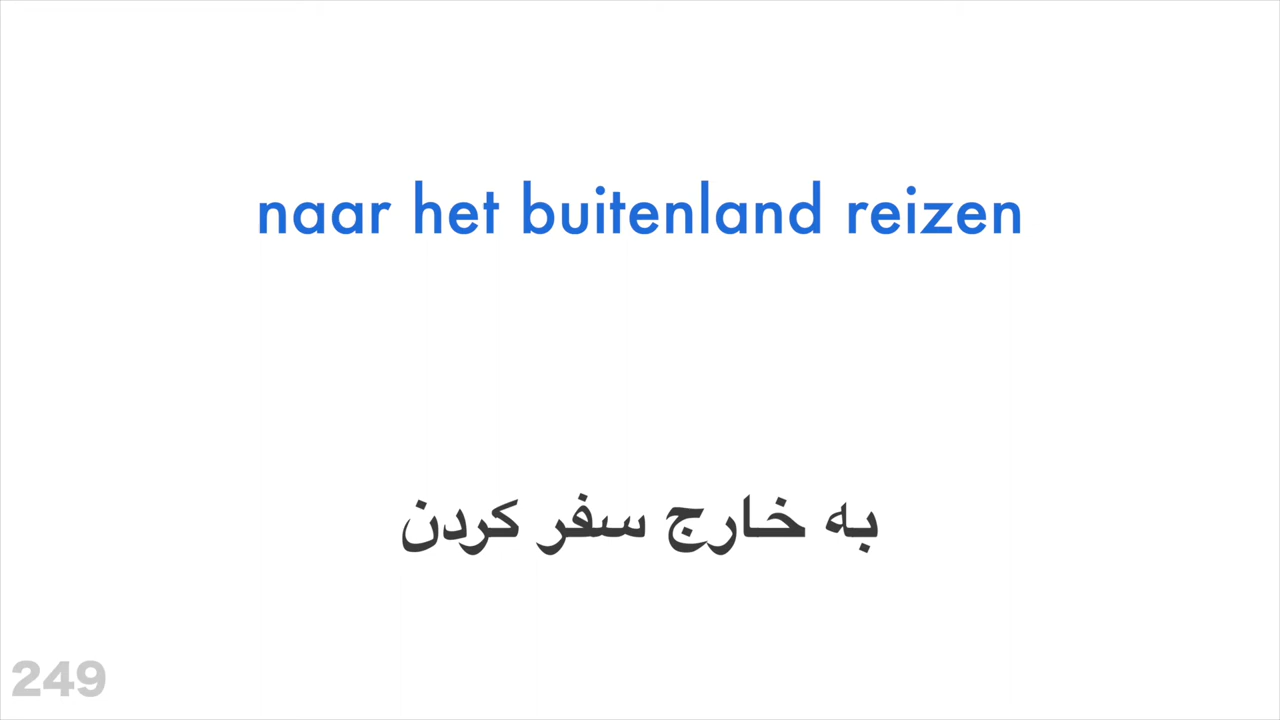 naar het buitenland reizen
به خارج سفر کردن
249